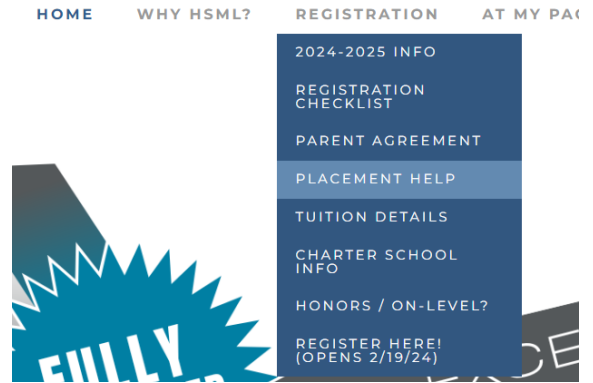 HOME WHY HSML? REGISTRATION AT MY
2024-2025 INFO
REGISTRATION
CHECKLIST
PARENT AGREEMENT
PLACEMENT HELP
TUITION DETAILS
CHARTER SCHOOL
INFO
HONORS / ON-LEVEL?
REGISTER HERE!
(OPENS 2/19/24)
FULLY